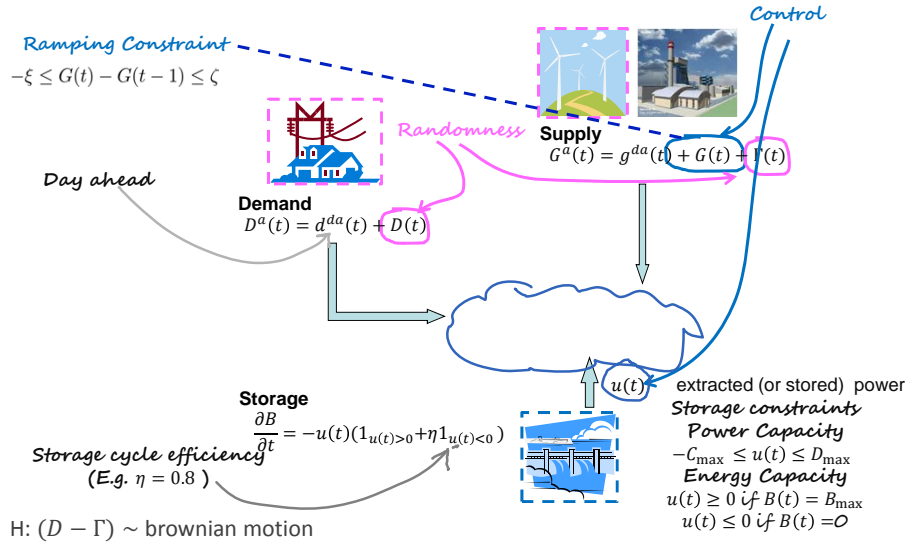 Control
Ramping Constraint
−ξ ≤ G(t) − G(t − 1) ≤ ζ
Randomness
Supply
G^a(t) = g^{da}(t) + G(t) + Γ(t)
Day ahead
Demand
D^a(t) = d^{da}(t) + D(t)
u(t)
extracted (or stored) power
Storage
∂B/∂t = −u(t)(1_{u(t)>0}+η1_{u(t)<0})
Storage constraints
Power Capacity
−C_max ≤ u(t) ≤ D_max
Energy Capacity
u(t) ≥ 0 if B(t) = B_max
u(t) ≤ 0 if B(t) =0
Storage cycle efficiency
(E.g. η = 0.8 )
H: (D − Γ) ~ brownian motion